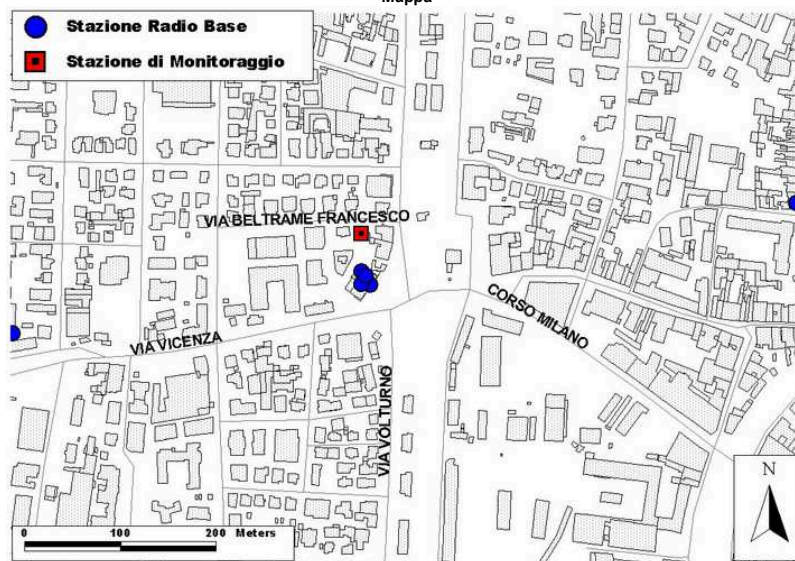 Mappa
Stazione Radio Base
Stazione di Monitoraggio
VIA BELTRAME FRANCESCO
CORSO MILANO
VIA VICENZA
VIA VOLTURNO
N
0 100 200 Meters